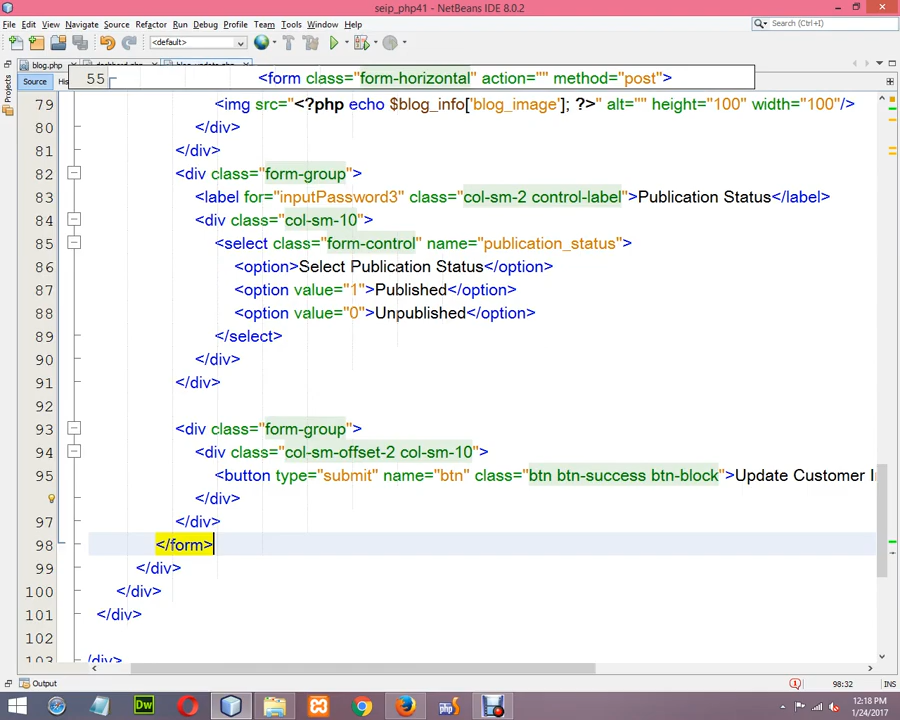 seip_php41 - NetBeans IDE 8.0.2
File Edit View Navigate Source Refactor Run Debug Profile Team Tools Window Help
<default>
Search (Ctrl+I)
blog.php
Source
Projects
55 <form class="form-horizontal" action="" method="post">
79 <img src="<?php echo $blog_info['blog_image']; ?>" alt="" height="100" width="100"/>
80 </div>
81 </div>
82 <div class="form-group">
83 <label for="inputPassword3" class="col-sm-2 control-label">Publication Status</label>
84 <div class="col-sm-10">
85 <select class="form-control" name="publication_status">
86 <option>Select Publication Status</option>
87 <option value="1">Published</option>
88 <option value="0">Unpublished</option>
89 </select>
90 </div>
91 </div>
92
93 <div class="form-group">
94 <div class="col-sm-offset-2 col-sm-10">
95 <button type="submit" name="btn" class="btn btn-success btn-block">Update Customer I
</div>
97 </div>
98 </form>
99 </div>
100 </div>
101 </div>
102
103 /div>
Output
98:32
INS
Dw
php
12:18 PM
1/24/2017